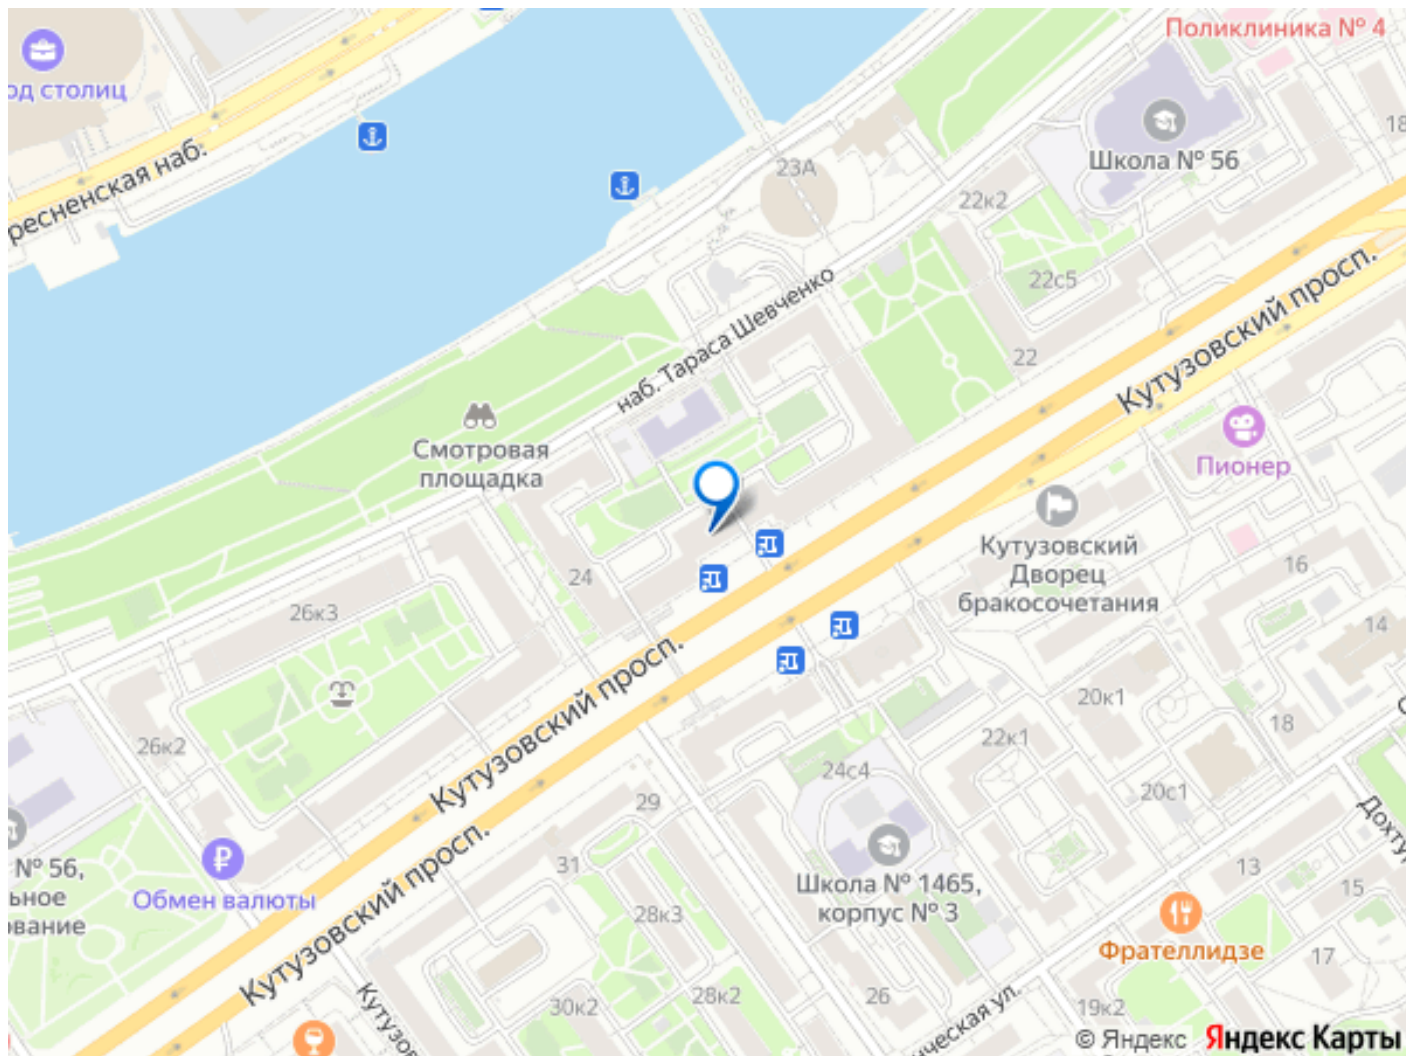 Поликлиника № 4
од столиц
Школа № 56
18
23А
ресненская наб.
22к2
22с5
Кутузовский просп.
наб. Тараса Шевченко
22
Смотровая
площадка
Пионер
Кутузовский
Дворец
бракосочетания
16
24
26к3
14
Кутузовский просп.
20к1
18
26к2
22к1
24с4
20с1
29
Дохту
№ 56,
ьное
ование
Обмен валюты
Кутузовский просп.
31
Школа № 1465,
корпус № 3
13
15
28к3
Фрателлидзе
17
Кутузов
30к2
28к2
26
ическая ул.
19к2
© Яндекс Яндекс Карты